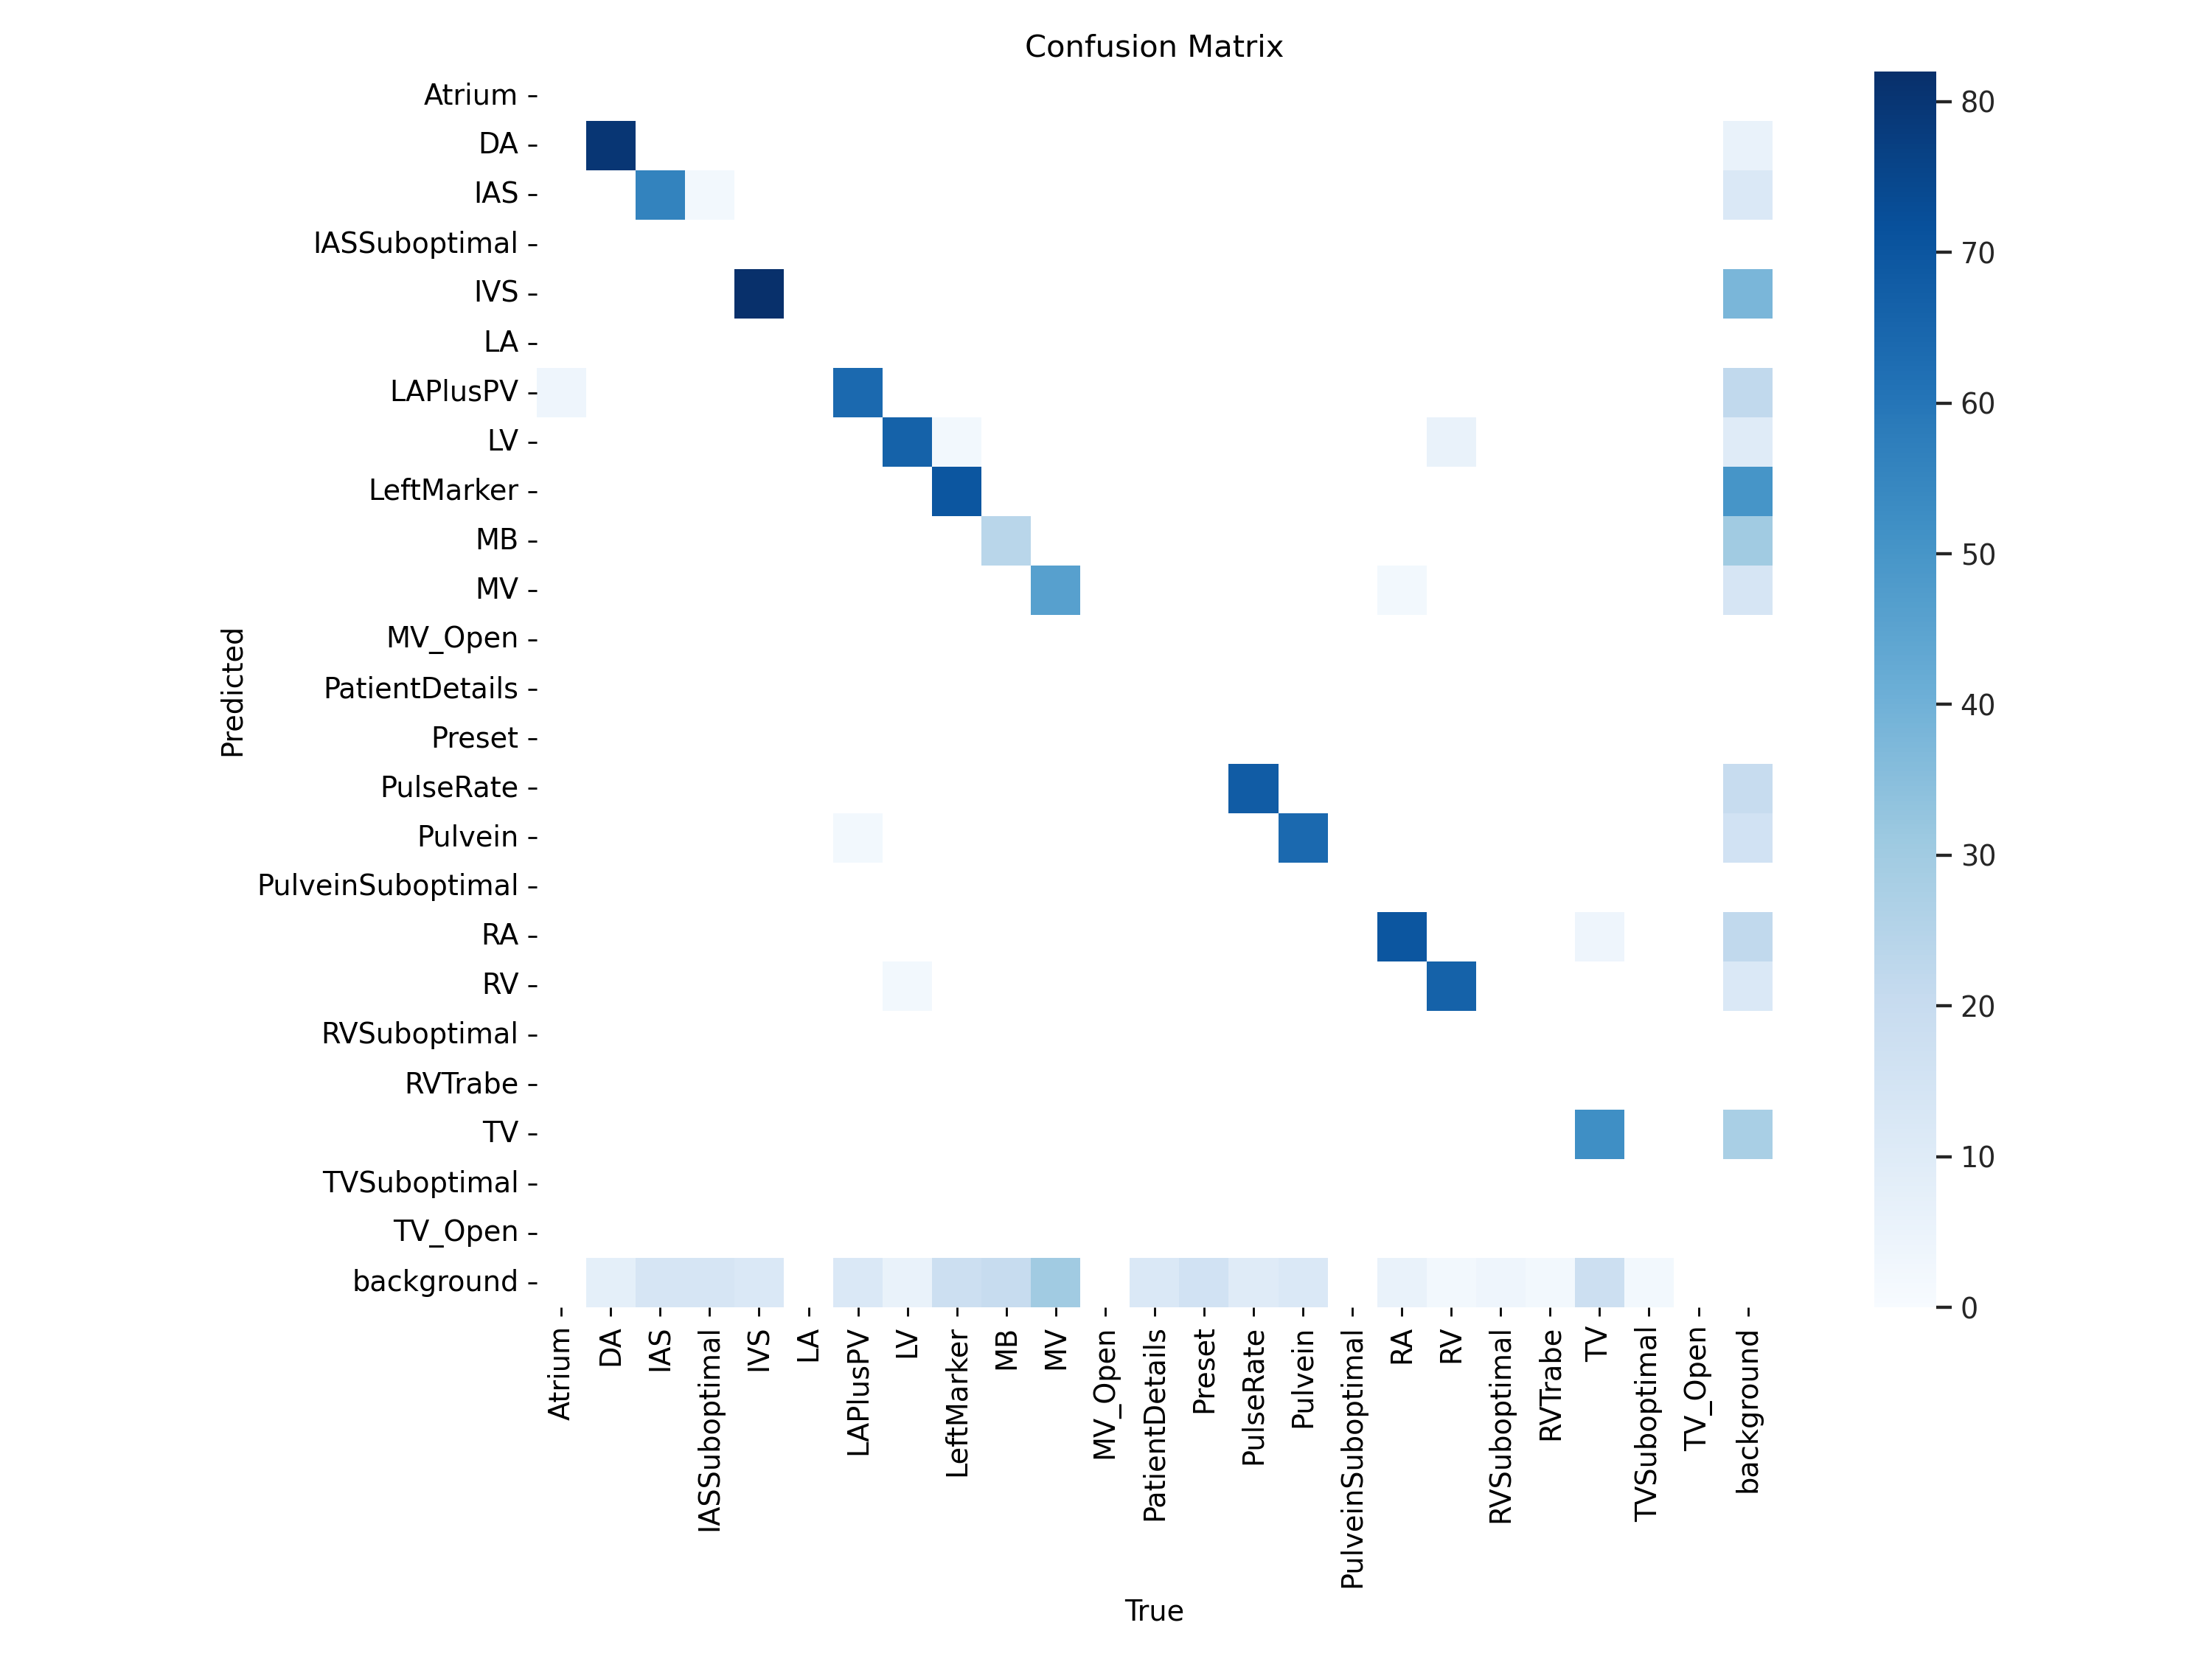 Confusion Matrix
Predicted
Atrium
DA
IAS
IASSuboptimal
IVS
LA
LAPlusPV
LV
LeftMarker
MB
MV
MV_Open
PatientDetails
Preset
PulseRate
Pulvein
PulveinSuboptimal
RA
RV
RVSuboptimal
RVTrabe
TV
TVSuboptimal
TV_Open
background
Atrium
DA
IAS
IASSuboptimal
IVS
LA
LAPlusPV
LV
LeftMarker
MB
MV
MV_Open
PatientDetails
Preset
PulseRate
Pulvein
PulveinSuboptimal
RA
RV
RVSuboptimal
RVTrabe
TV
TVSuboptimal
TV_Open
background
True
80
70
60
50
40
30
20
10
0